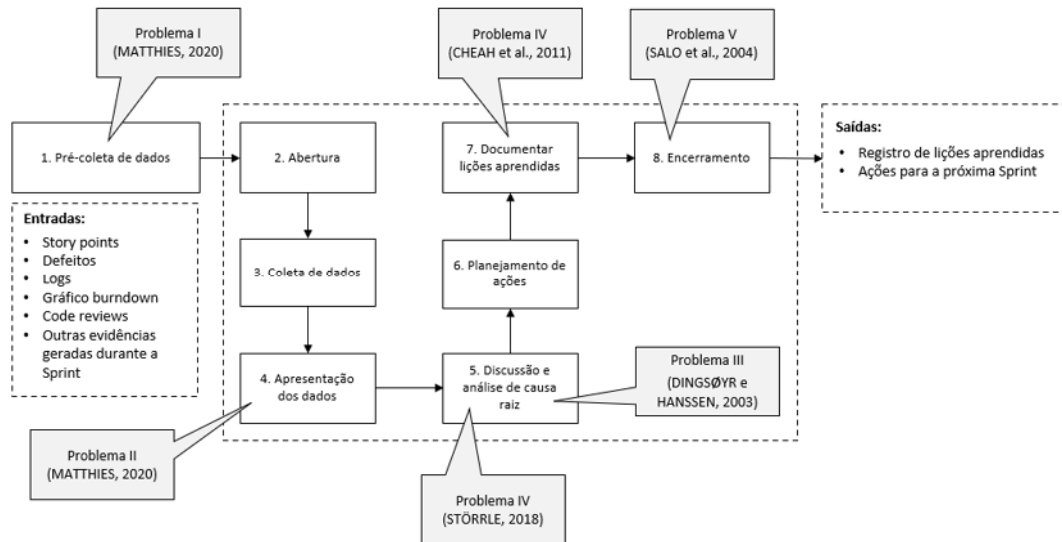 Problema I
(MATTHIES, 2020)
Problema IV
(CHEAH et al., 2011)
Problema V
(SALO et al., 2004)
1. Pré-coleta de dados
2. Abertura
7. Documentar
lições aprendidas
8. Encerramento
Saídas:
• Registro de lições aprendidas
• Ações para a próxima Sprint
Entradas:
• Story points
• Defeitos
• Logs
• Gráfico burndown
• Code reviews
• Outras evidências
geradas durante a
Sprint
3. Coleta de dados
6. Planejamento de
ações
4. Apresentação
dos dados
5. Discussão e
análise de causa
raiz
Problema III
(DINGSØYR e
HANSSEN, 2003)
Problema II
(MATTHIES, 2020)
Problema IV
(STÖRRLE, 2018)